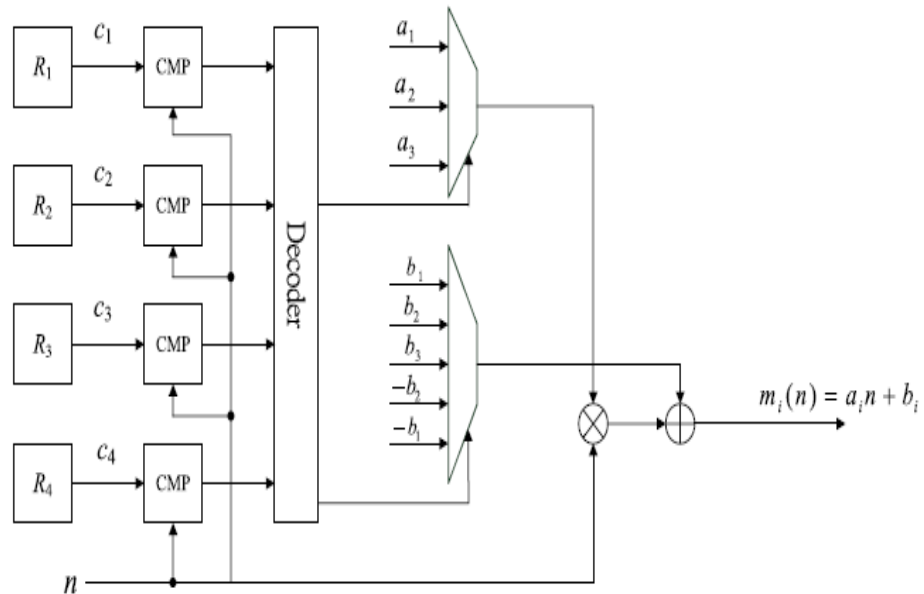 R₁
c₁
CMP
R₂
c₂
CMP
R₃
c₃
CMP
R₄
c₄
CMP
n
Decoder
a₁
a₂
a₃
b₁
b₂
b₃
−b₂
−b₁
mᵢ(n) = aᵢn + bᵢ